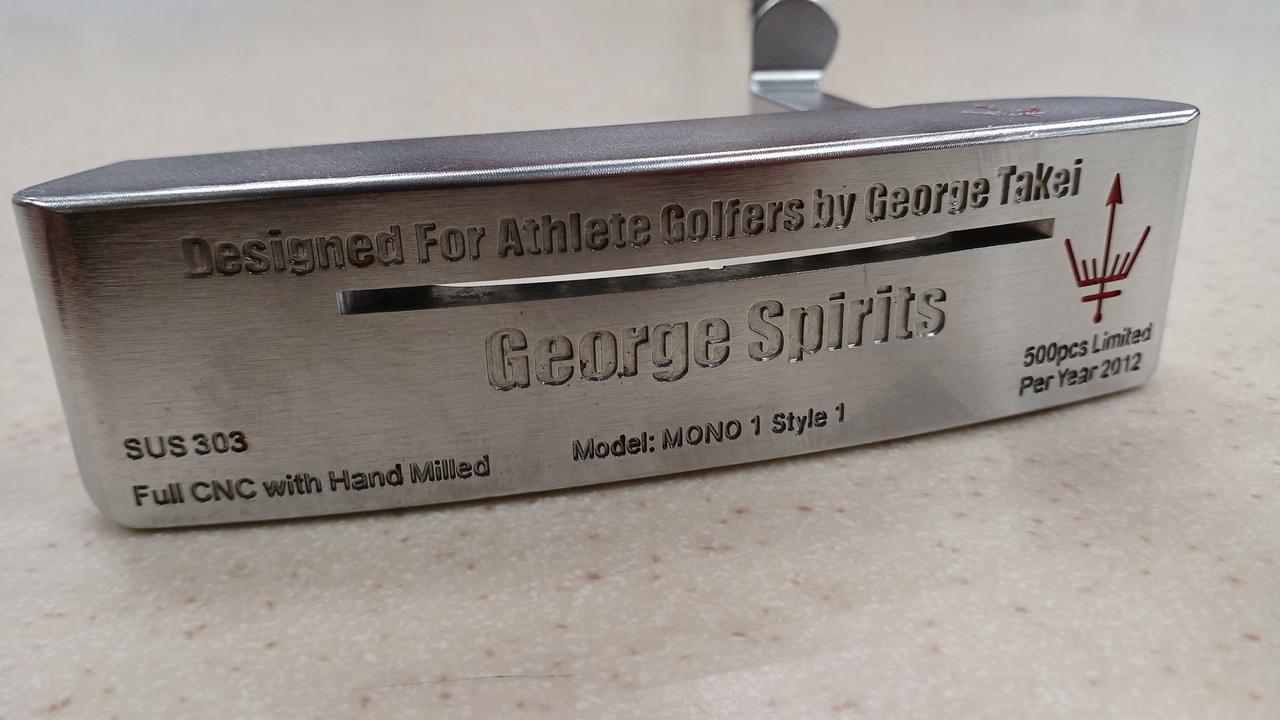 Designed For Athlete Golfers by George Takei
George Spirits
500pcs Limited
Per Year 2012
SUS 303
Model: MONO 1 Style 1
Full CNC with Hand Milled